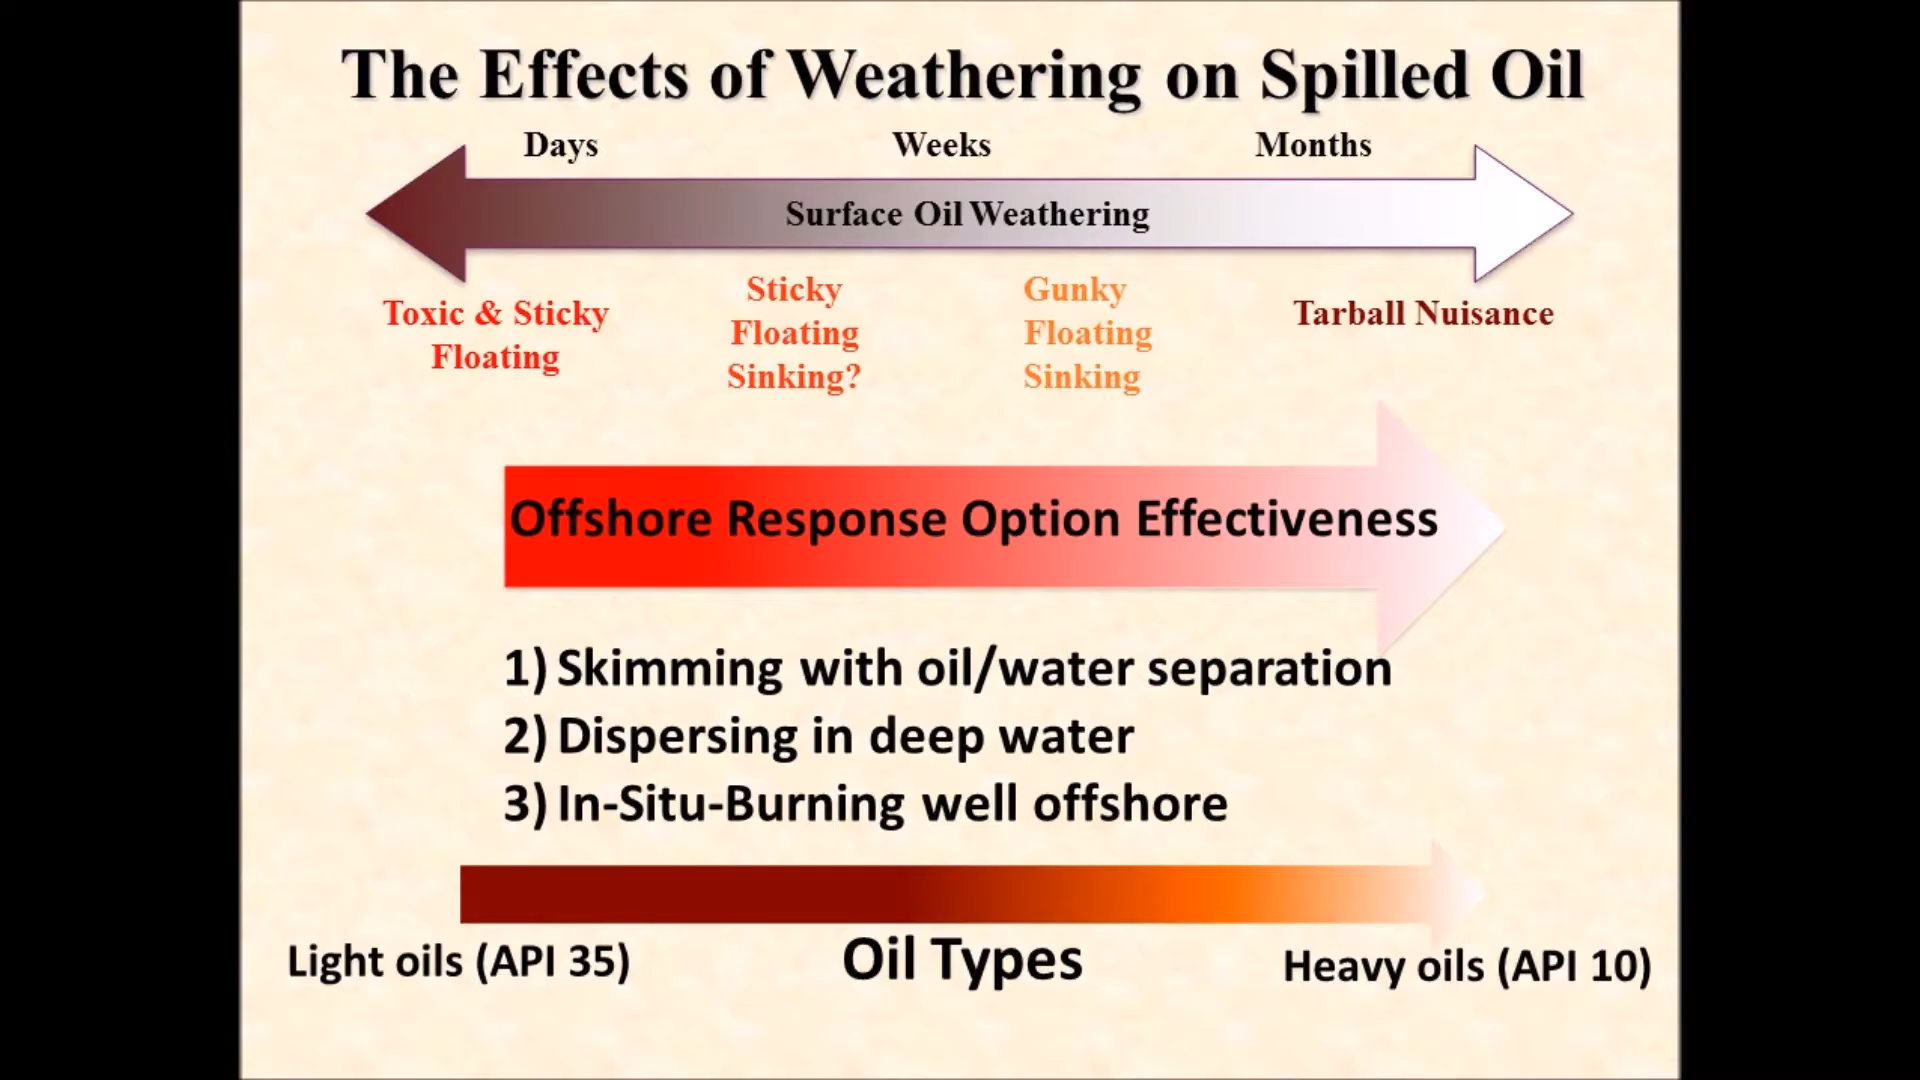 The Effects of Weathering on Spilled Oil
Days Weeks Months
Surface Oil Weathering
Toxic & Sticky
Floating
Sticky
Floating
Sinking?
Gunky
Floating
Sinking
Tarball Nuisance
Offshore Response Option Effectiveness
1) Skimming with oil/water separation
2) Dispersing in deep water
3) In-Situ-Burning well offshore
Light oils (API 35) Oil Types Heavy oils (API 10)